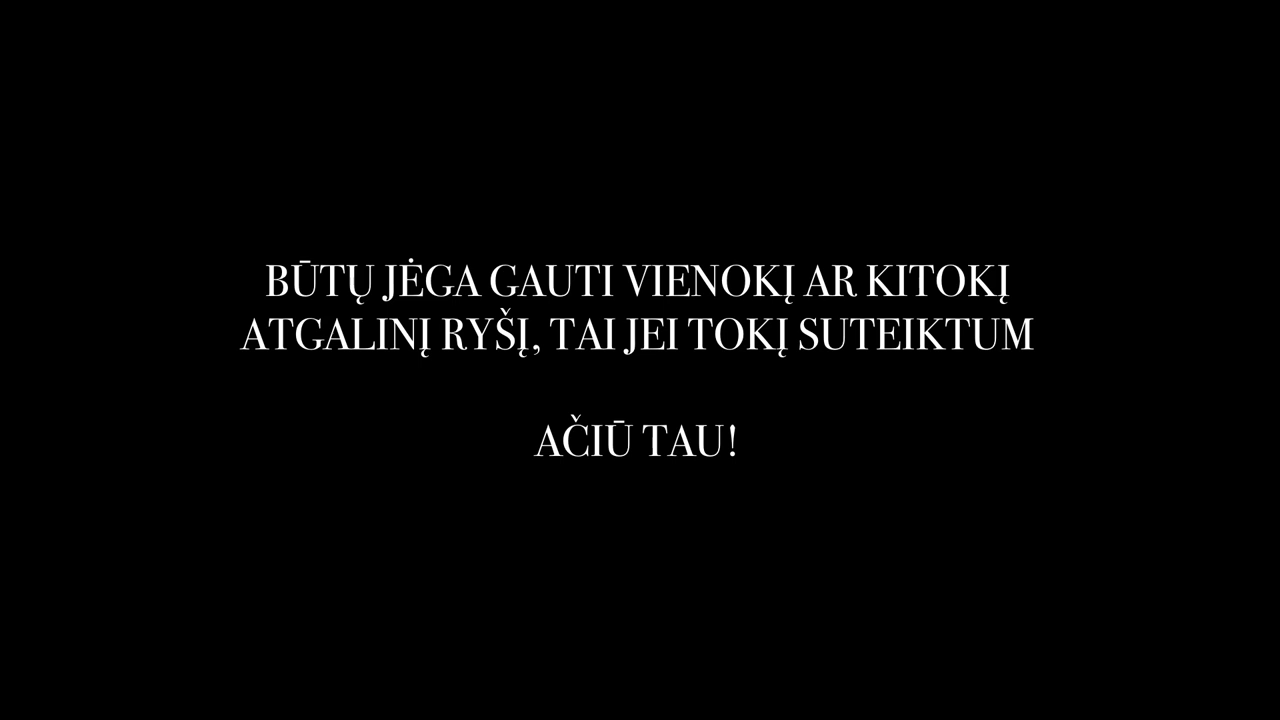 BŪTŲ JĖGA GAUTI VIENOKĮ AR KITOKĮ
ATGALINĮ RYŠĮ, TAI JEI TOKĮ SUTEIKTUM
AČIŪ TAU!